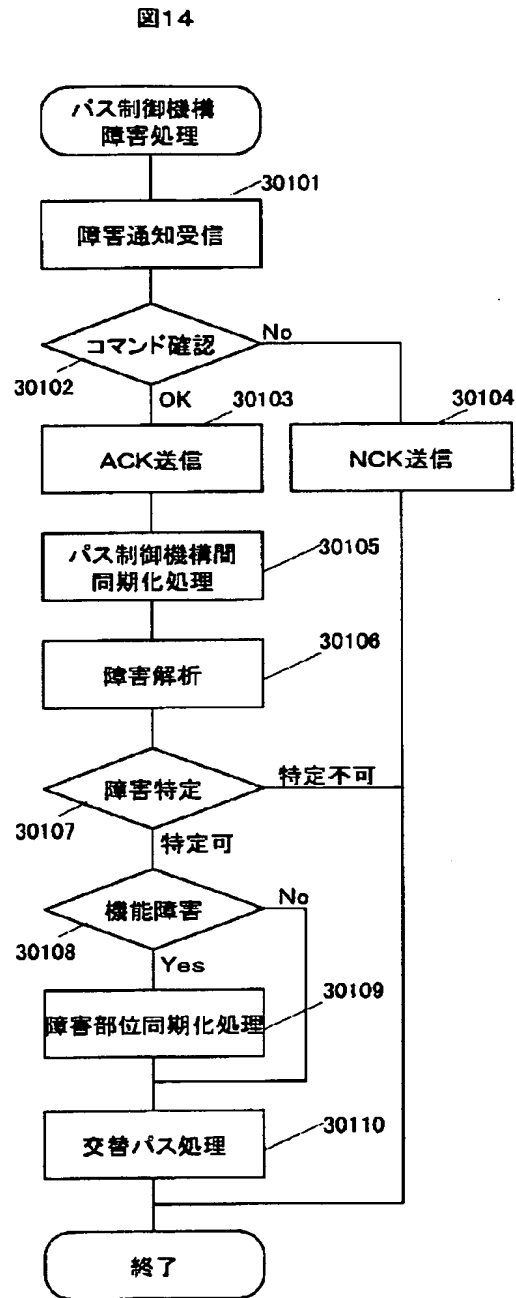 図14
パス制御機構
障害処理
30101
障害通知受信
コマンド確認
No
30102
OK
30103
30104
ACK送信
NCK送信
パス制御機構間
同期化処理
30105
30106
障害解析
障害特定
特定不可
30107
特定可
機能障害
No
30108
Yes
30109
障害部位同期化処理
30110
交替パス処理
終了